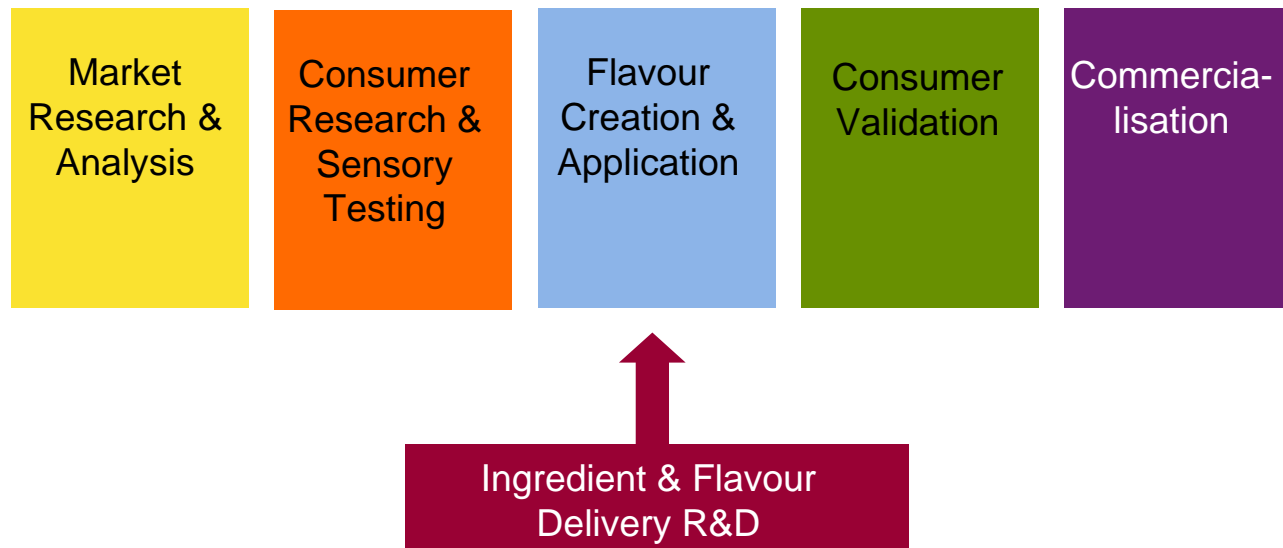 Market
Research &
Analysis
Consumer
Research &
Sensory
Testing
Flavour
Creation &
Application
Consumer
Validation
Commercia-
lisation
Ingredient & Flavour
Delivery R&D